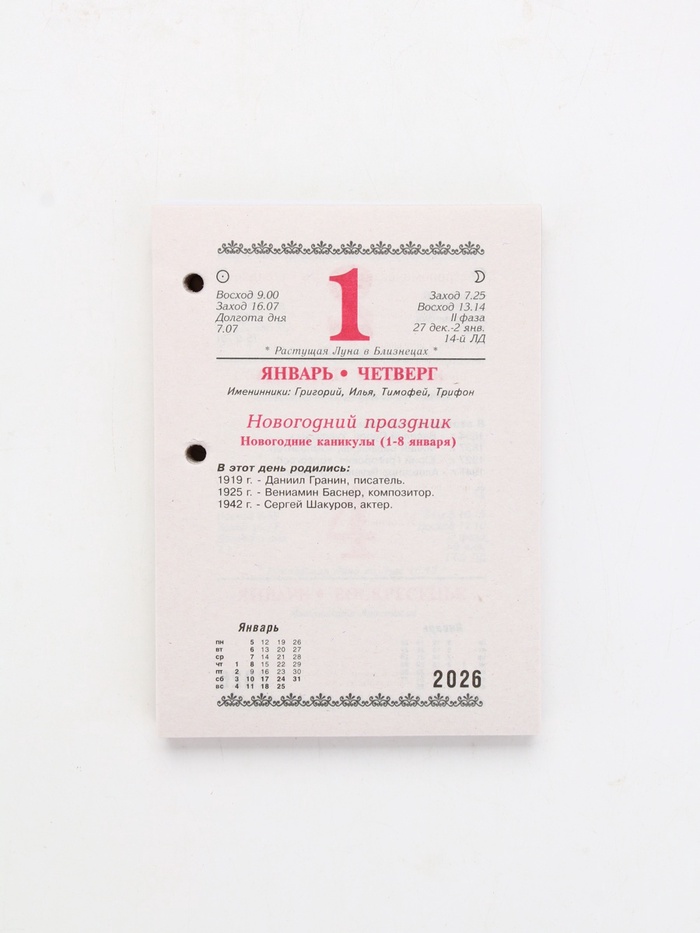 1
Восход 9.00
Заход 16.07
Долгота дня
7.07
Заход 7.25
Восход 13.14
II фаза
27 дек.-2 янв.
14-й ЛД
* Растущая Луна в Близнецах *
ЯНВАРЬ • ЧЕТВЕРГ
Именинники: Григорий, Илья, Тимофей, Трифон
Новогодний праздник
Новогодние каникулы (1-8 января)
В этот день родились:
1919 г. - Даниил Гранин, писатель.
1925 г. - Вениамин Баснер, композитор.
1942 г. - Сергей Шакуров, актер.
Январь
пн 5 12 19 26
вт 6 13 20 27
ср 7 14 21 28
чт 1 8 15 22 29
пт 2 9 16 23 30
сб 3 10 17 24 31
вс 4 11 18 25
2026